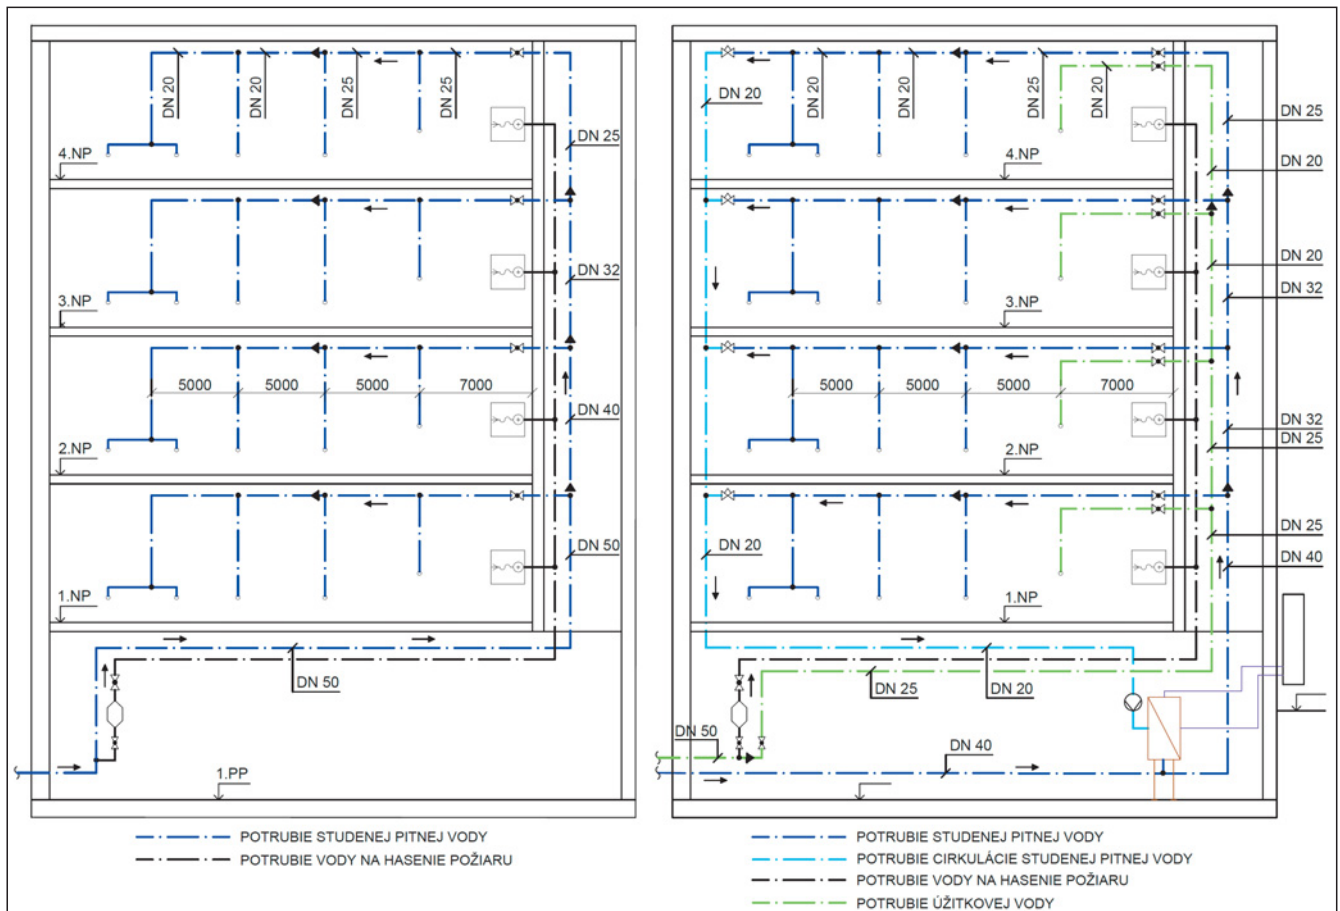 DN 20
DN 20
DN 25
DN 25
DN 25
4.NP
DN 32
3.NP
5000
5000
5000
7000
DN 40
2.NP
DN 50
1.NP
DN 50
1.PP
POTRUBIE STUDENEJ PITNEJ VODY
POTRUBIE VODY NA HASENIE POŽIARU
DN 20
DN 20
DN 20
DN 25
DN 20
DN 25
4.NP
DN 20
DN 20
3.NP
DN 32
5000
5000
5000
7000
DN 32
2.NP
DN 25
DN 20
DN 25
DN 40
1.NP
DN 25
DN 20
DN 50
DN 40
POTRUBIE STUDENEJ PITNEJ VODY
POTRUBIE CIRKULÁCIE STUDENEJ PITNEJ VODY
POTRUBIE VODY NA HASENIE POŽIARU
POTRUBIE ÚŽITKOVEJ VODY